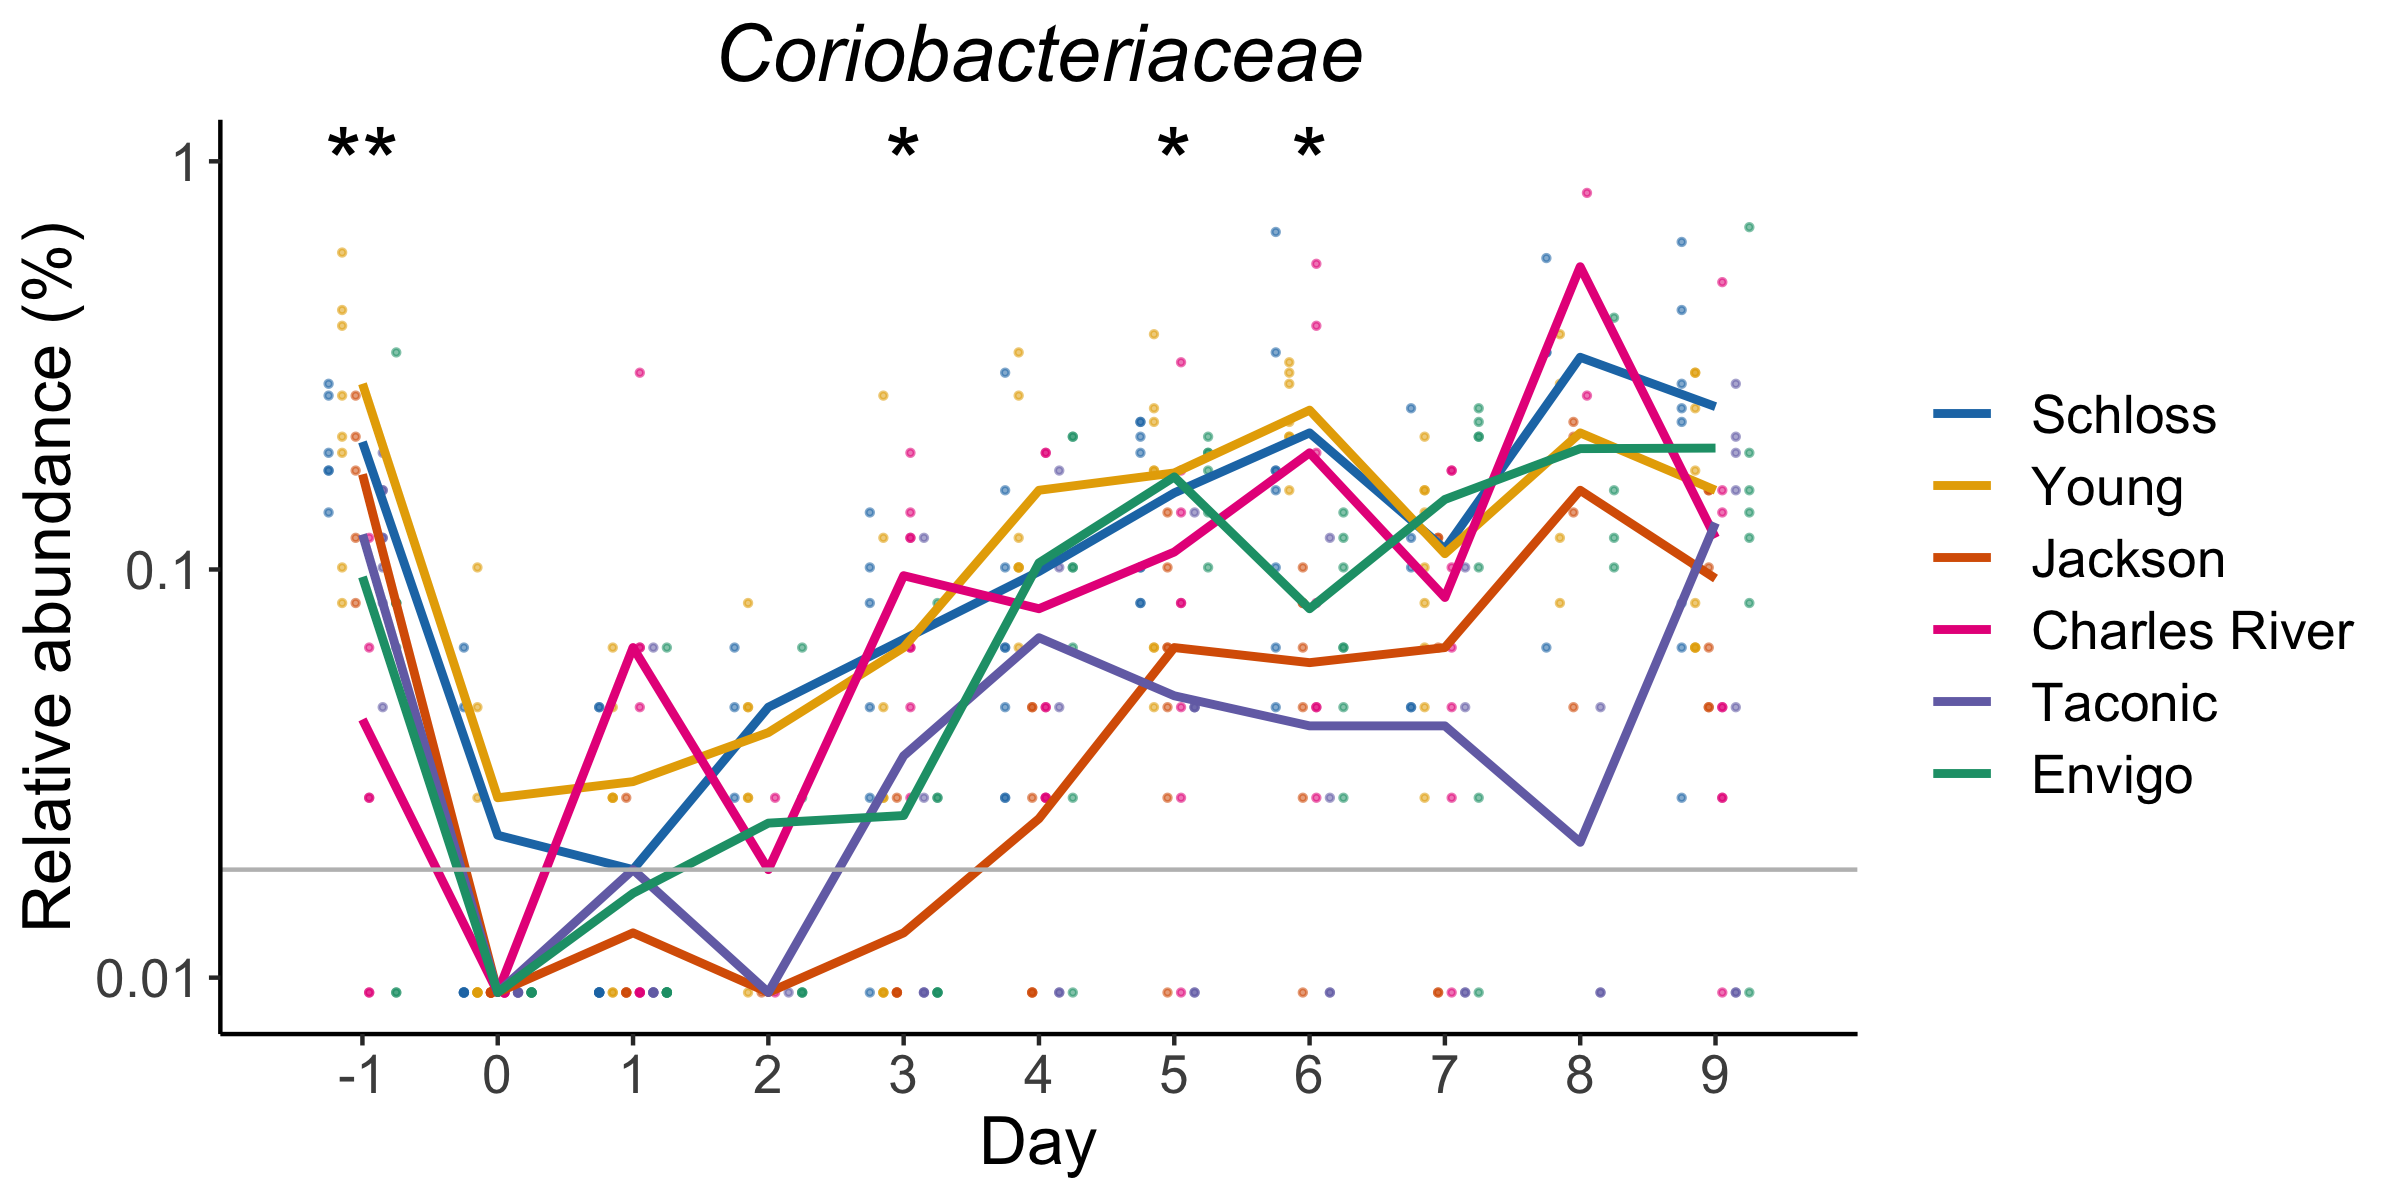 Coriobacteriaceae
** * * *
1
0.1
0.01
Relative abundance (%)
-1 0 1 2 3 4 5 6 7 8 9
Day
Schloss
Young
Jackson
Charles River
Taconic
Envigo